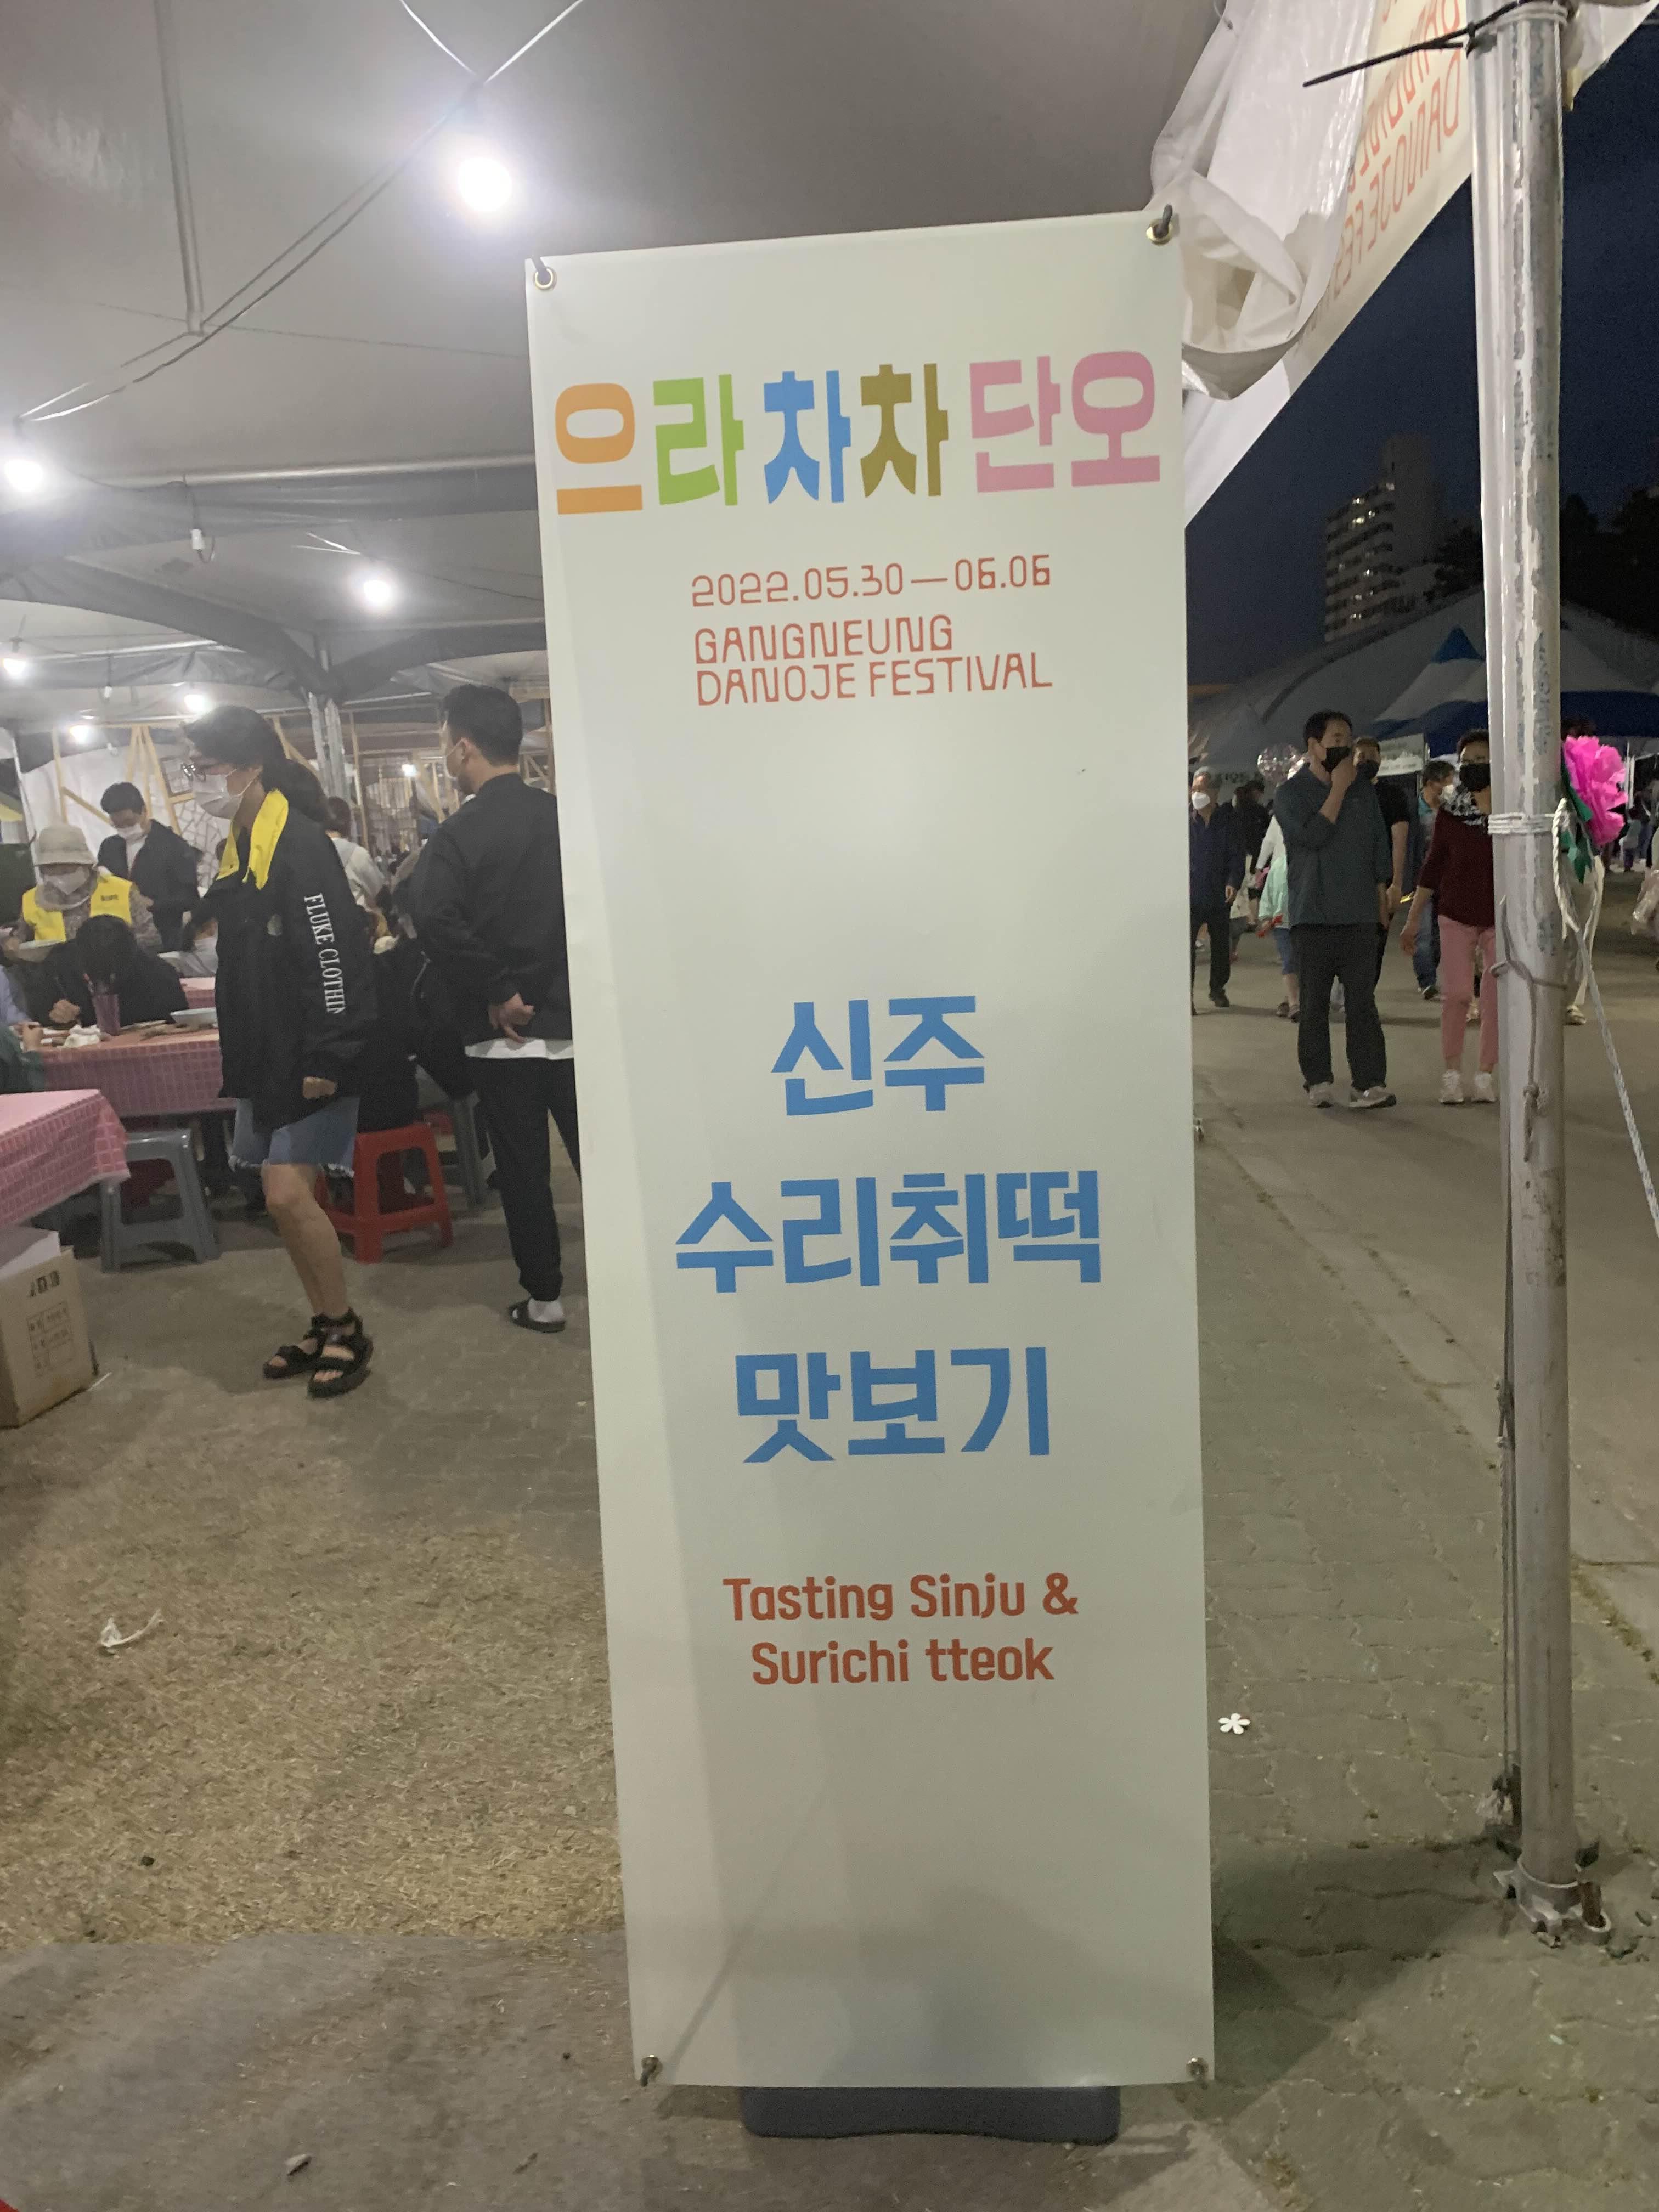 으라차차 단오
2022.05.30—06.06
GANGNEUNG
DANOJE FESTIVAL
신주
수리취떡
맛보기
Tasting Sinju &
Surichi tteok
FLUKE CLOTHIN